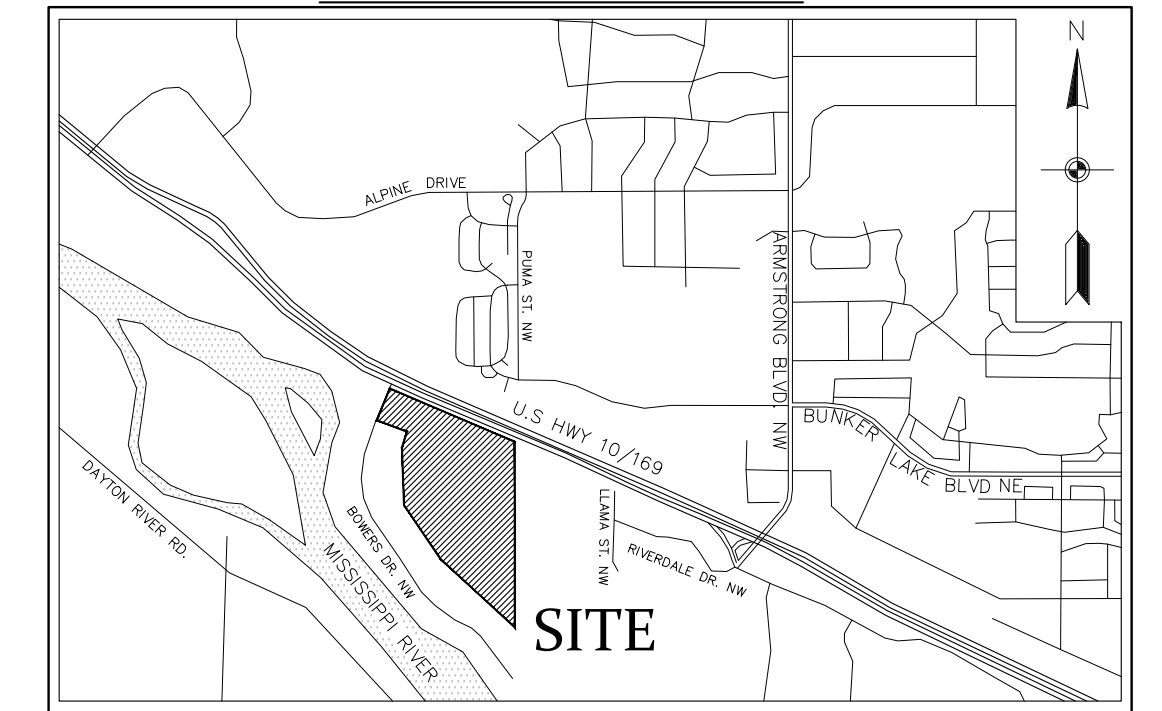 N
ALPINE DRIVE
PUMA ST. NW
ARMSTRONG BLVD. NW
U.S HWY 10/169
BUNKER
LAKE BLVD NE
DAYTON RIVER RD.
BOWERS DR. NW
LLAMA ST. NW
RIVERDALE DR. NW
MISSISSIPPI RIVER
SITE